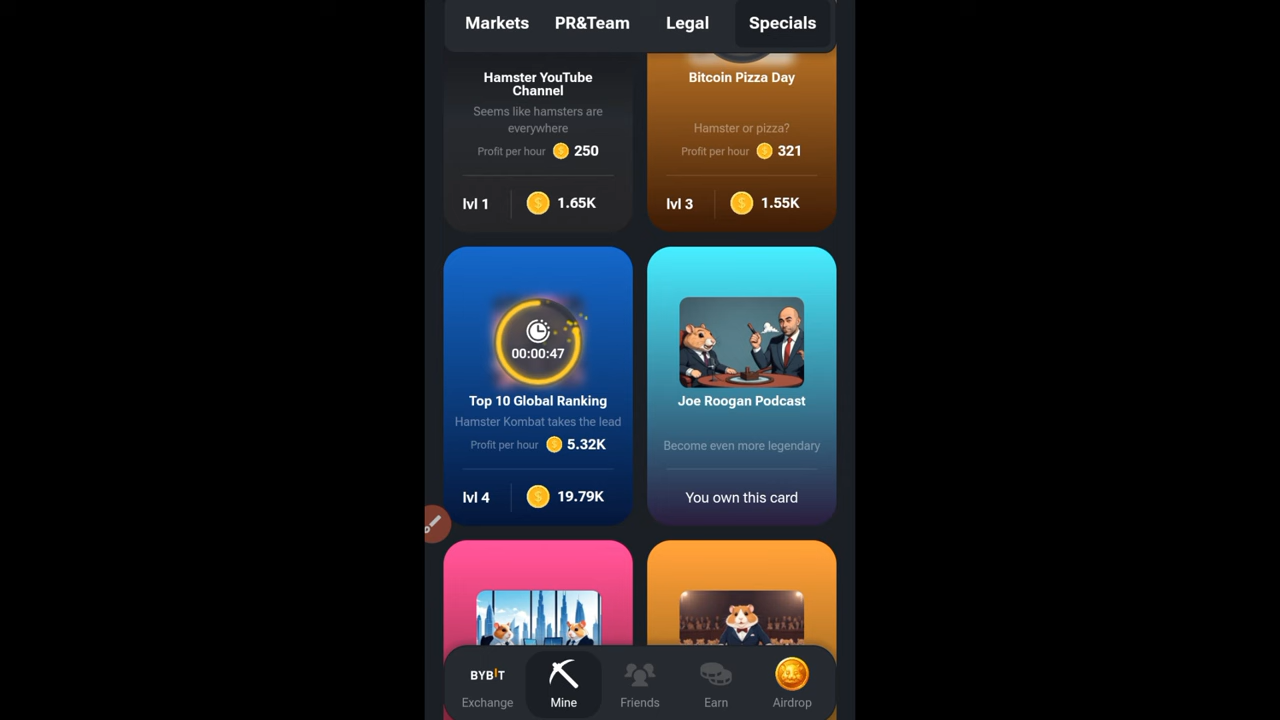 Markets PR&Team Legal Specials
Hamster YouTube
Channel
Seems like hamsters are
everywhere
Profit per hour 250
lvl 1 1.65K
Bitcoin Pizza Day
Hamster or pizza?
Profit per hour 321
lvl 3 1.55K
00:00:47
Top 10 Global Ranking
Hamster Kombat takes the lead
Profit per hour 5.32K
lvl 4 19.79K
Joe Roogan Podcast
Become even more legendary
You own this card
BYBIT
Exchange Mine Friends Earn Airdrop